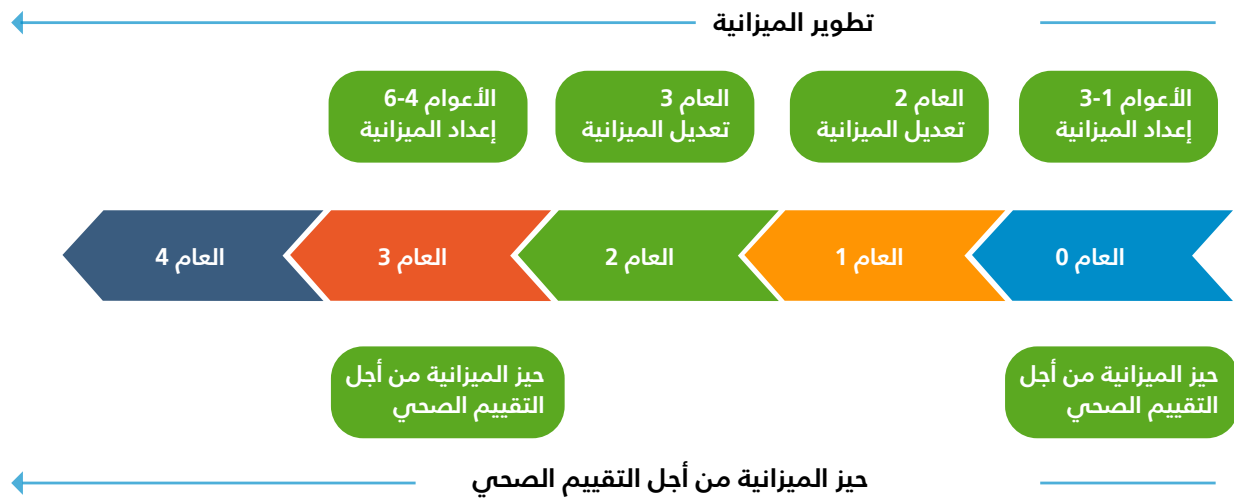 تطوير الميزانية
الأعوام 1-3
إعداد الميزانية
العام 2
تعديل الميزانية
العام 3
تعديل الميزانية
الأعوام 4-6
إعداد الميزانية
العام 0
العام 1
العام 2
العام 3
العام 4
حيز الميزانية من أجل
التقييم الصحي
حيز الميزانية من أجل
التقييم الصحي
حيز الميزانية من أجل التقييم الصحي